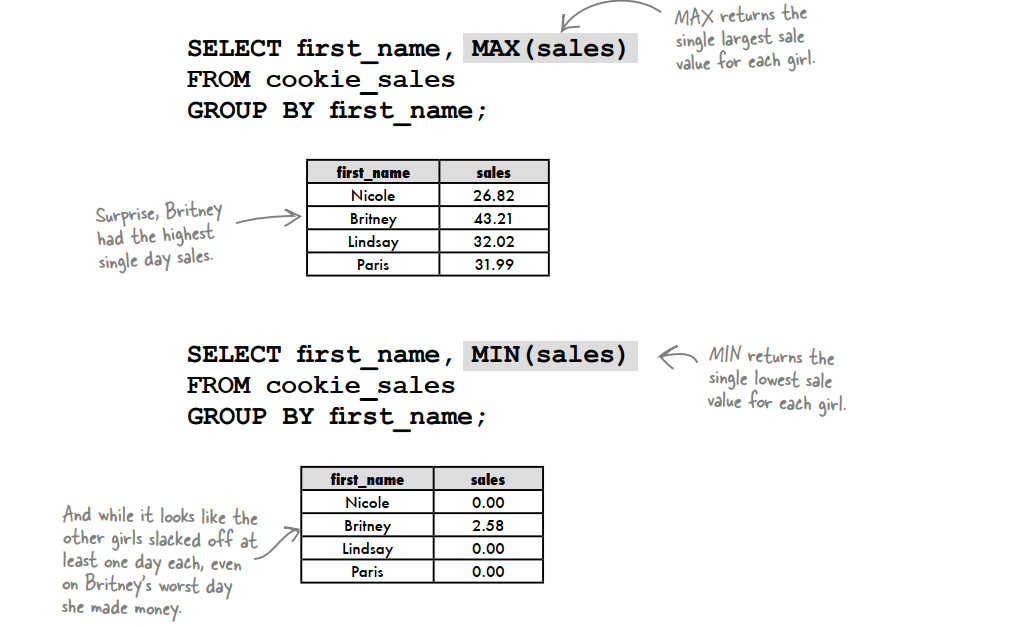 SELECT first_name, MAX(sales)
FROM cookie_sales
GROUP BY first_name;
MAX returns the
single largest sale
value for each girl.
first_name sales
Nicole 26.82
Britney 43.21
Lindsay 32.02
Paris 31.99
Surprise, Britney
had the highest
single day sales.
SELECT first_name, MIN(sales)
FROM cookie_sales
GROUP BY first_name;
MIN returns the
single lowest sale
value for each girl.
first_name sales
Nicole 0.00
Britney 2.58
Lindsay 0.00
Paris 0.00
And while it looks like the
other girls slacked off at
least one day each, even
on Britney's worst day
she made money.